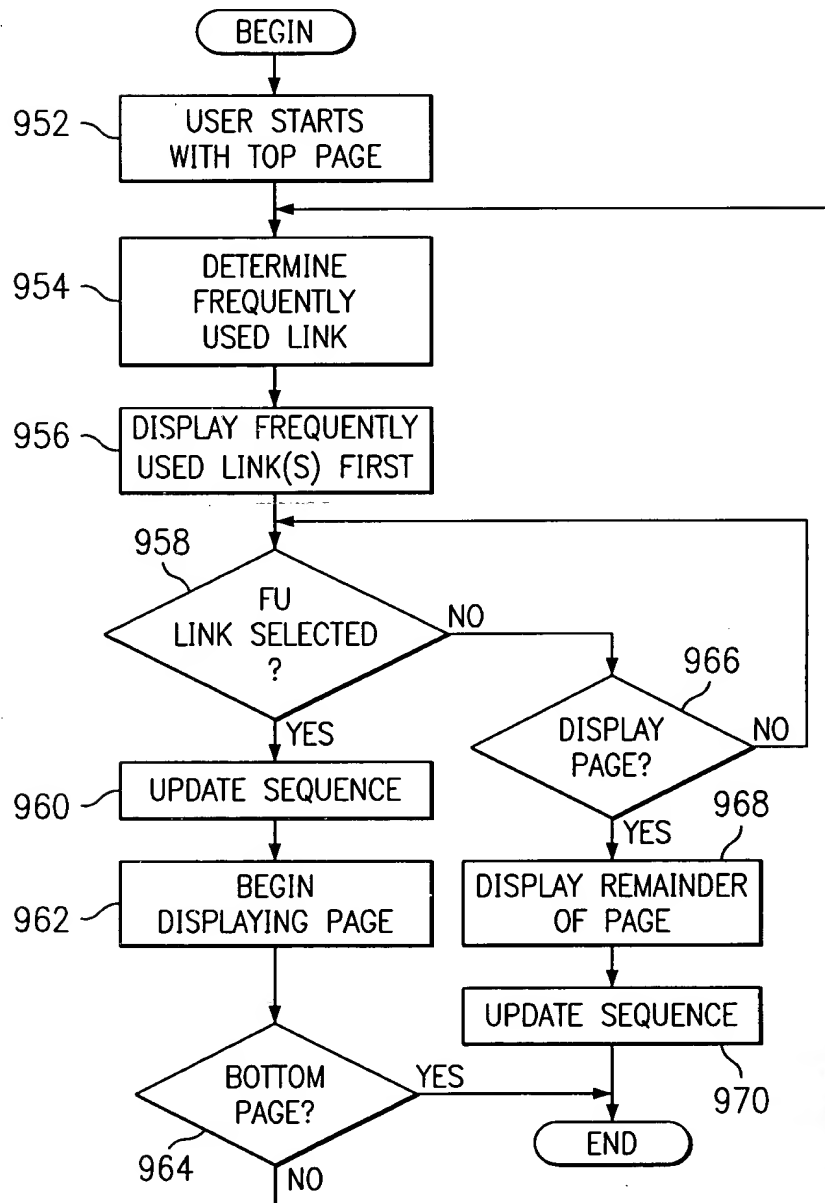 BEGIN
952
USER STARTS
WITH TOP PAGE
954
DETERMINE
FREQUENTLY
USED LINK
956
DISPLAY FREQUENTLY
USED LINK(S) FIRST
958
FU
LINK SELECTED
?
NO
YES
966
DISPLAY
PAGE?
NO
YES
960
UPDATE SEQUENCE
968
962
BEGIN
DISPLAYING PAGE
DISPLAY REMAINDER
OF PAGE
UPDATE SEQUENCE
970
BOTTOM
PAGE?
YES
964
NO
END